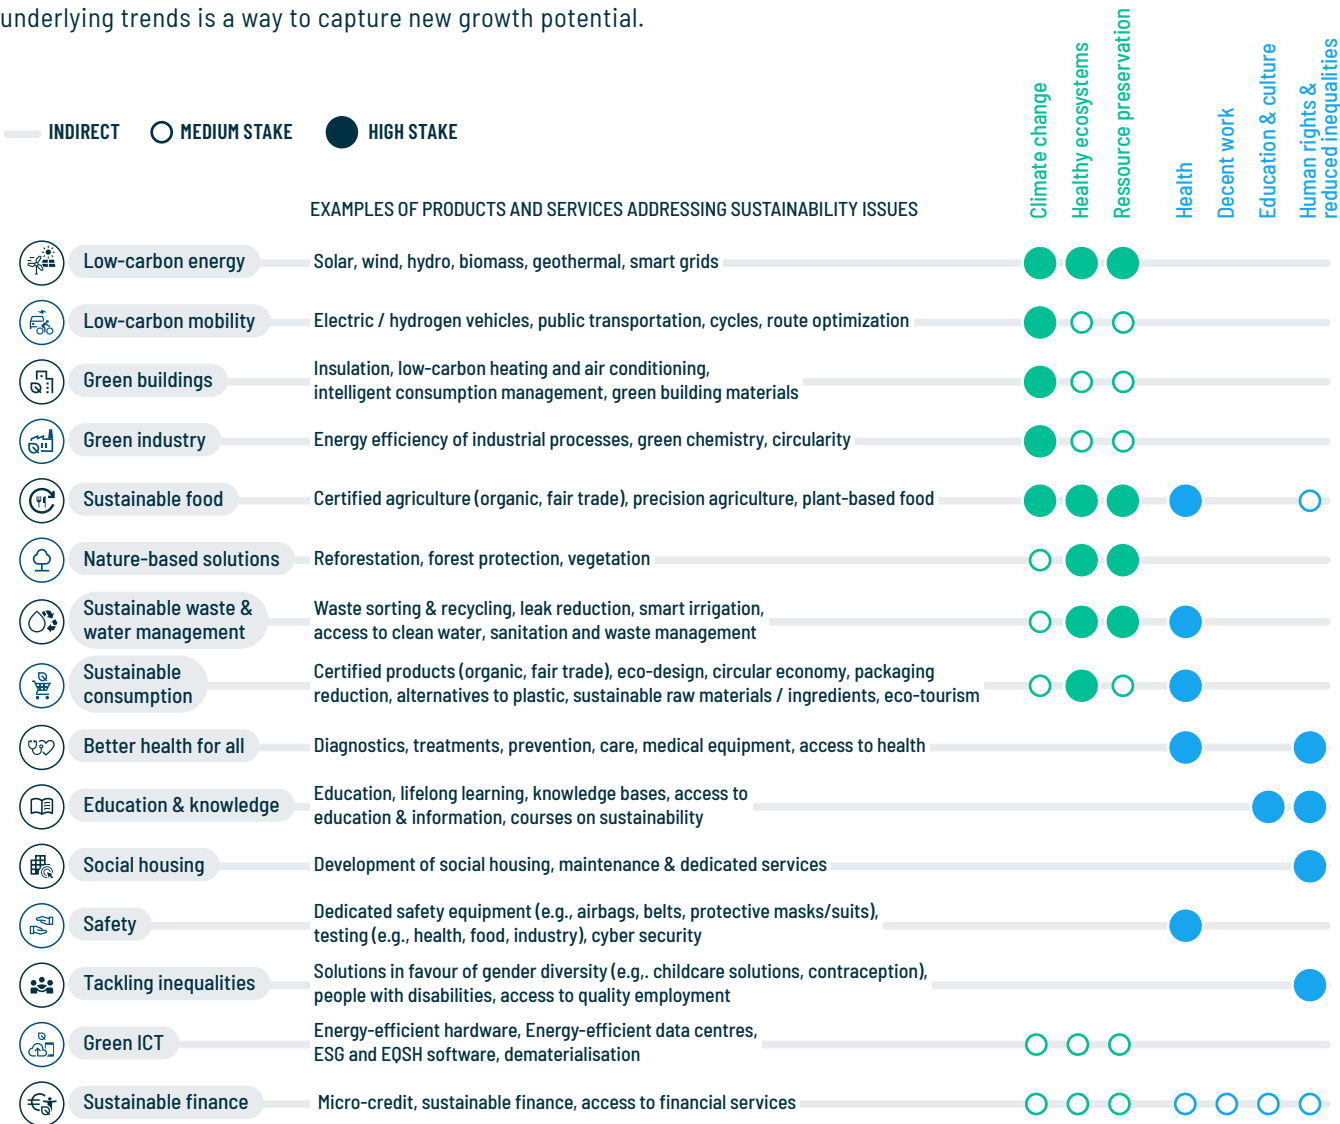 underlying trends is a way to capture new growth potential.
INDIRECT
MEDIUM STAKE
HIGH STAKE
Climate change
Healthy ecosystems
Ressource preservation
Health
Decent work
Education & culture
Human rights &
reduced inequalities
EXAMPLES OF PRODUCTS AND SERVICES ADDRESSING SUSTAINABILITY ISSUES
Low-carbon energy
Solar, wind, hydro, biomass, geothermal, smart grids
Low-carbon mobility
Electric / hydrogen vehicles, public transportation, cycles, route optimization
Green buildings
Insulation, low-carbon heating and air conditioning,
intelligent consumption management, green building materials
Green industry
Energy efficiency of industrial processes, green chemistry, circularity
Sustainable food
Certified agriculture (organic, fair trade), precision agriculture, plant-based food
Nature-based solutions
Reforestation, forest protection, vegetation
Sustainable waste &
water management
Waste sorting & recycling, leak reduction, smart irrigation,
access to clean water, sanitation and waste management
Sustainable
consumption
Certified products (organic, fair trade), eco-design, circular economy, packaging
reduction, alternatives to plastic, sustainable raw materials / ingredients, eco-tourism
Better health for all
Diagnostics, treatments, prevention, care, medical equipment, access to health
Education & knowledge
Education, lifelong learning, knowledge bases, access to
education & information, courses on sustainability
Social housing
Development of social housing, maintenance & dedicated services
Safety
Dedicated safety equipment (e.g., airbags, belts, protective masks/suits),
testing (e.g., health, food, industry), cyber security
Tackling inequalities
Solutions in favour of gender diversity (e.g,. childcare solutions, contraception),
people with disabilities, access to quality employment
Green ICT
Energy-efficient hardware, Energy-efficient data centres,
ESG and EQSH software, dematerialisation
Sustainable finance
Micro-credit, sustainable finance, access to financial services